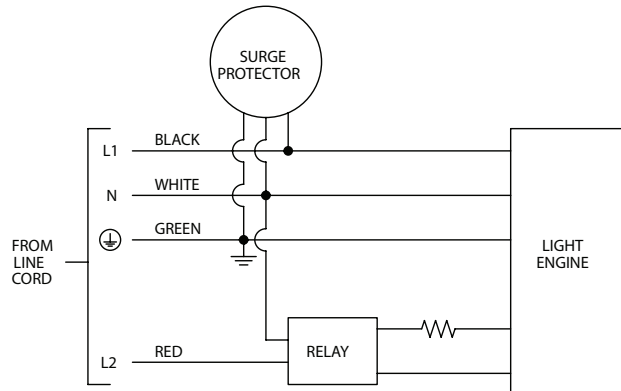 SURGE
PROTECTOR
L1 BLACK
N WHITE
GREEN
FROM
LINE
CORD
LIGHT
ENGINE
L2 RED
RELAY